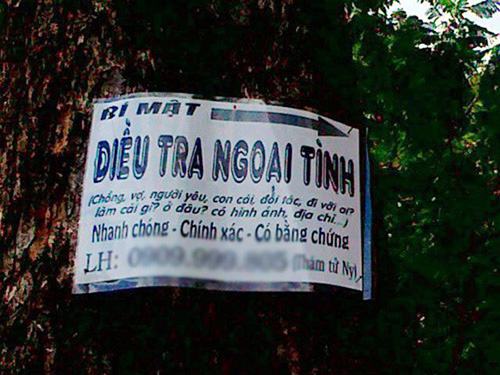 BÍ MẬT
ĐIỀU TRA NGOẠI TÌNH
(Chồng, vợ, người yêu, con cái, đối tác, đi với ai?
làm cái gì? ở đâu? có hình ảnh, địa chỉ...)
Nhanh chóng - Chính xác - Có bằng chứng
LH: (Thám tử Ny)